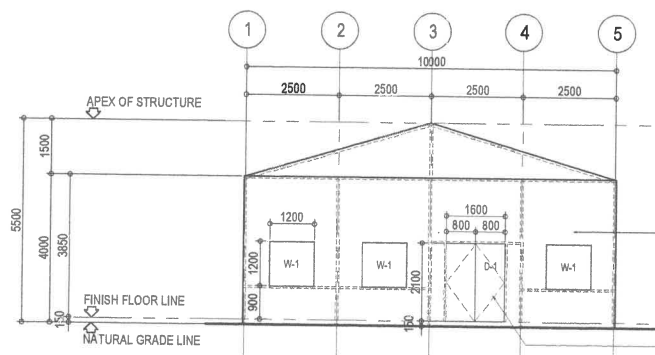 1 2 3 4 5
10000
2500 2500 2500 2500
APEX OF STRUCTURE
1500
5500
4000
3850
1200
1600
800 800
1200
W-1 W-1 D-1 W-1
2100
900
FINISH FLOOR LINE
150
150
NATURAL GRADE LINE